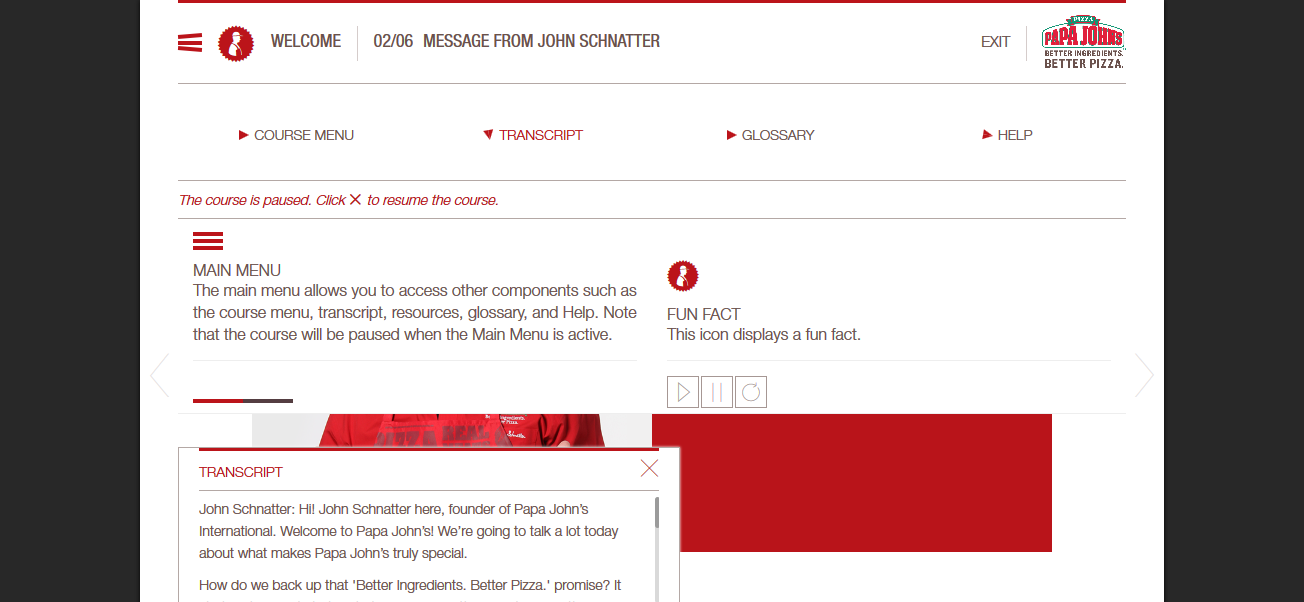 WELCOME
02/06 MESSAGE FROM JOHN SCHNATTER
EXIT
PIZZA
PAPA JOHNS
BETTER INGREDIENTS.
BETTER PIZZA.
COURSE MENU
TRANSCRIPT
GLOSSARY
HELP
The course is paused. Click X to resume the course.
MAIN MENU
The main menu allows you to access other components such as
the course menu, transcript, resources, glossary, and Help. Note
that the course will be paused when the Main Menu is active.
FUN FACT
This icon displays a fun fact.
TRANSCRIPT
John Schnatter: Hi! John Schnatter here, founder of Papa John’s
International. Welcome to Papa John’s! We’re going to talk a lot today
about what makes Papa John’s truly special.
How do we back up that 'Better Ingredients. Better Pizza.' promise? It